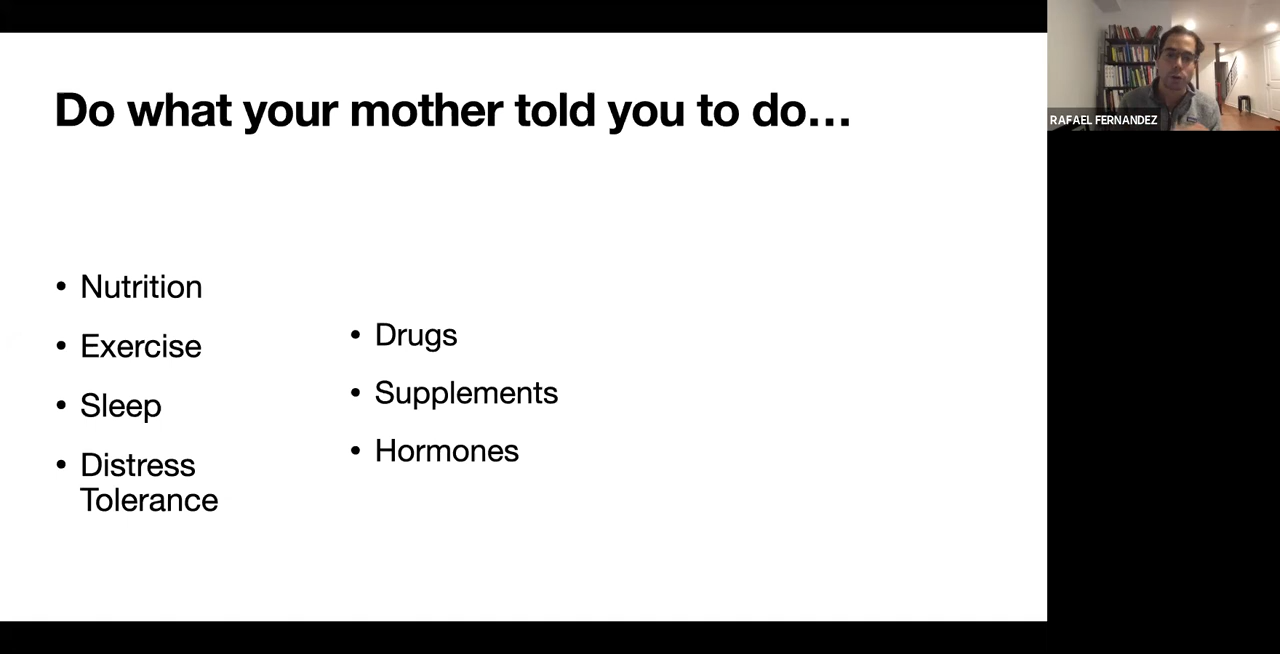 Do what your mother told you to do…
• Nutrition
• Exercise
• Sleep
• Distress
Tolerance
• Drugs
• Supplements
• Hormones
RAFAEL FERNANDEZ